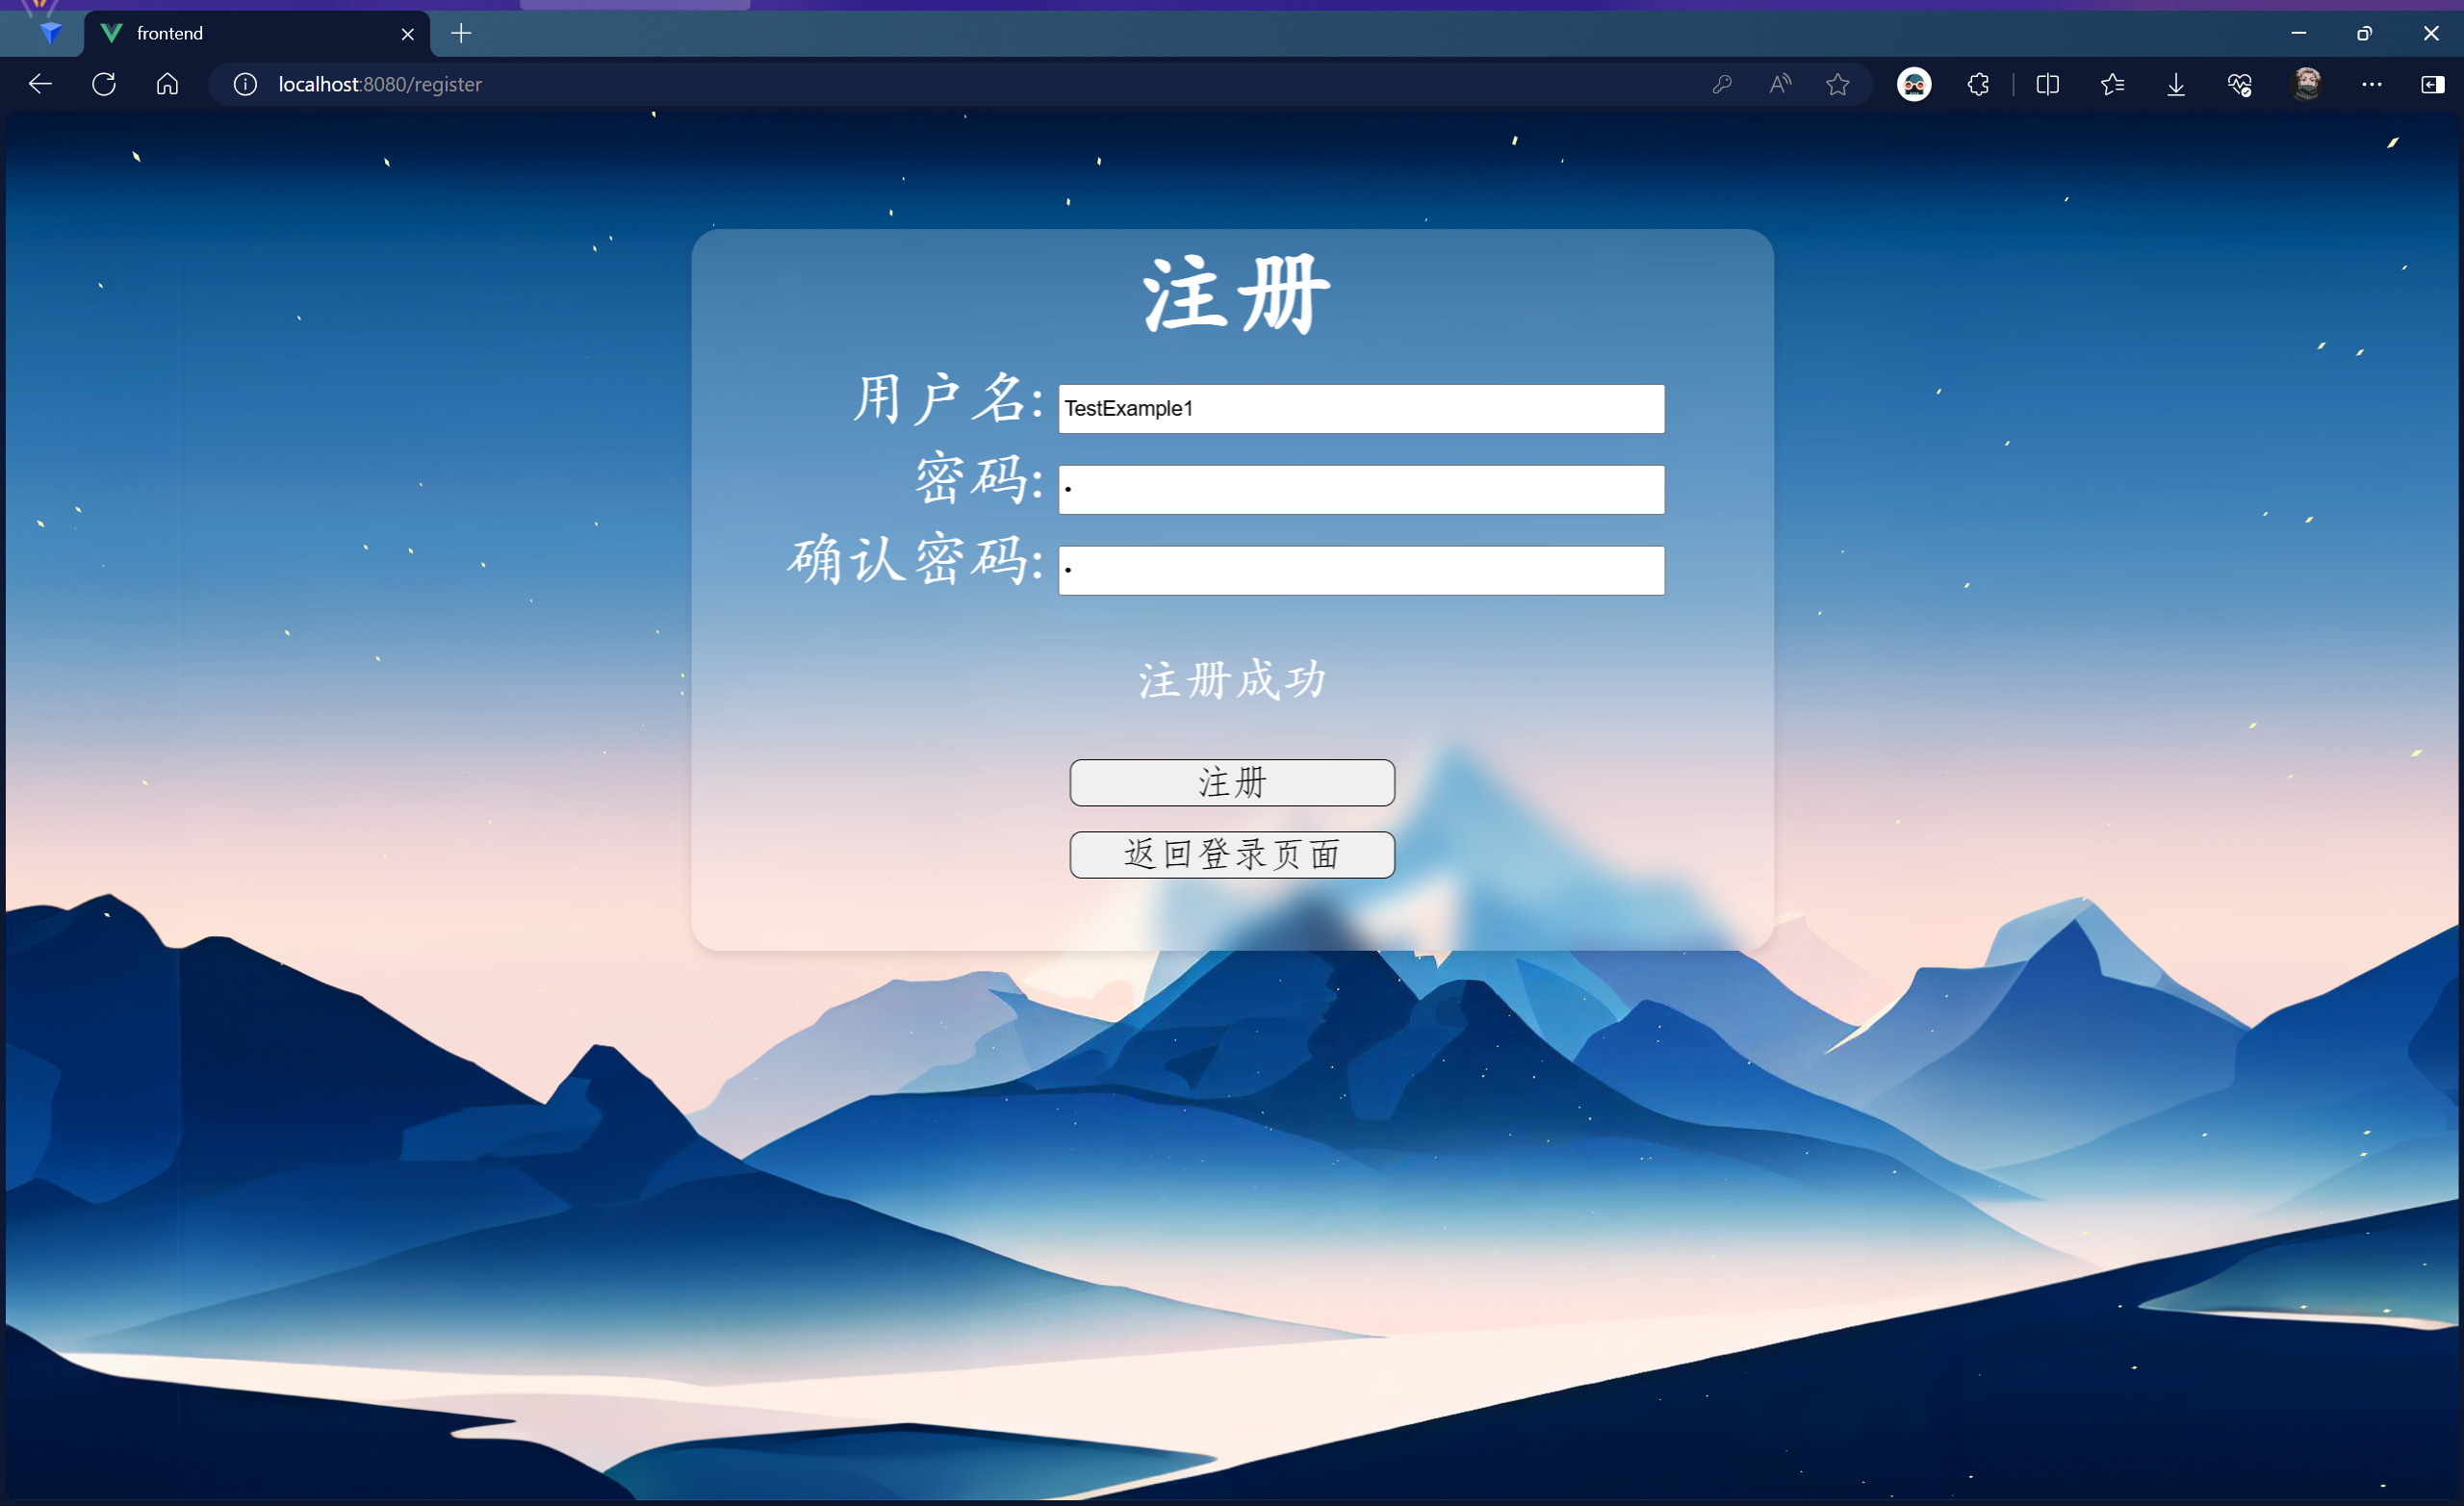 frontend
localhost:8080/register
注册
用户名: TestExample1
密码: •
确认密码: •
注册成功
注册
返回登录页面